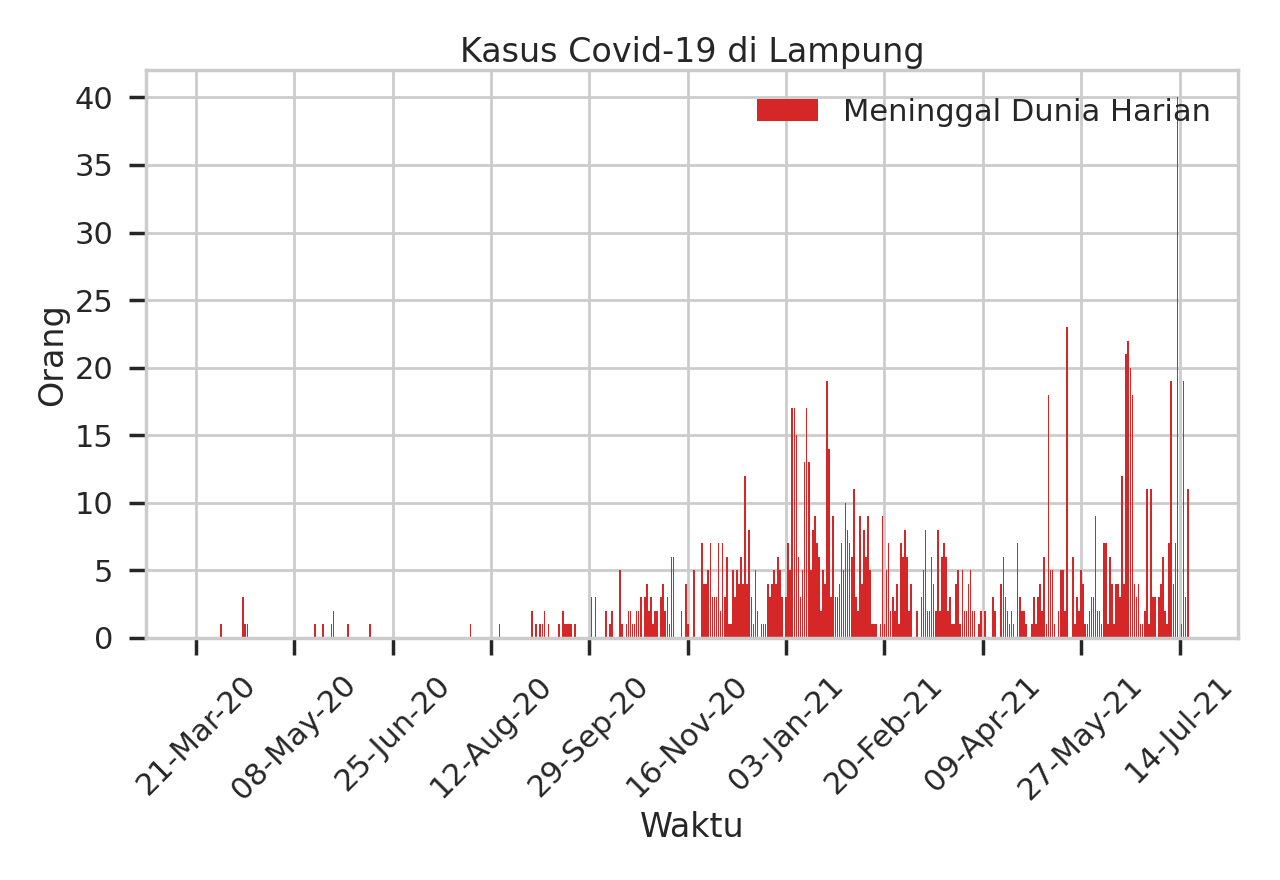 Kasus Covid-19 di Lampung
Meninggal Dunia Harian
40
35
30
25
20
15
10
5
0
Orang
21-Mar-20
08-May-20
25-Jun-20
12-Aug-20
29-Sep-20
16-Nov-20
03-Jan-21
20-Feb-21
09-Apr-21
27-May-21
14-Jul-21
Waktu